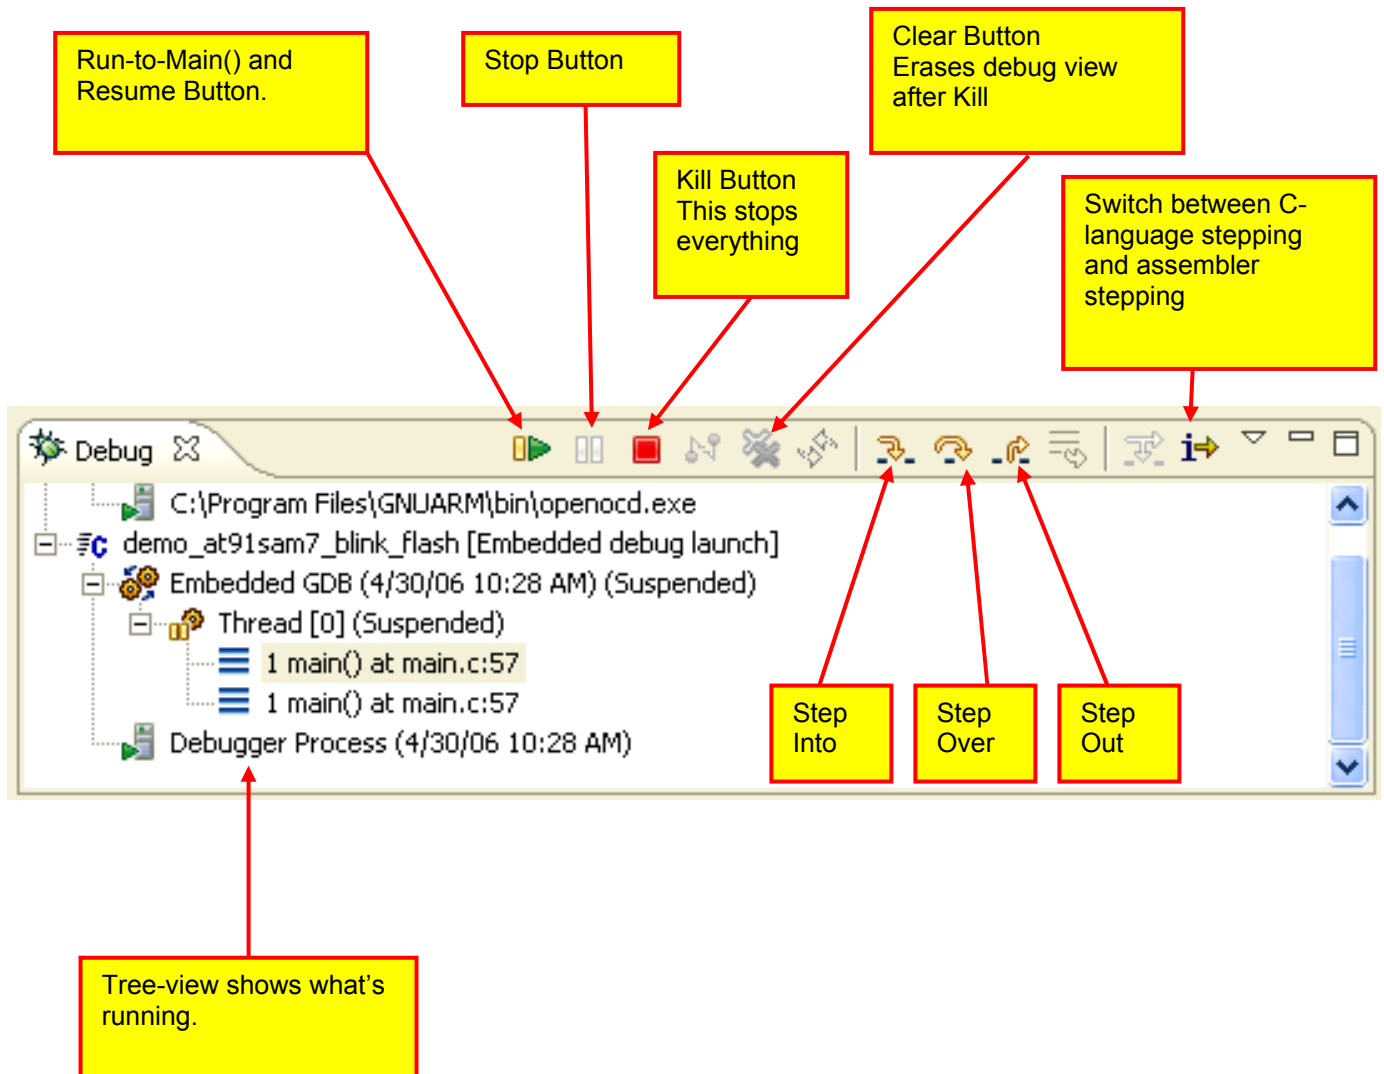 Run-to-Main() and
Resume Button.
Stop Button
Clear Button
Erases debug view
after Kill
Kill Button
This stops
everything
Switch between C-
language stepping
and assembler
stepping
Debug
C:\Program Files\GNUARM\bin\openocd.exe
demo_at91sam7_blink_flash [Embedded debug launch]
Embedded GDB (4/30/06 10:28 AM) (Suspended)
Thread [0] (Suspended)
1 main() at main.c:57
1 main() at main.c:57
Debugger Process (4/30/06 10:28 AM)
Step
Into
Step
Over
Step
Out
Tree-view shows what’s
running.